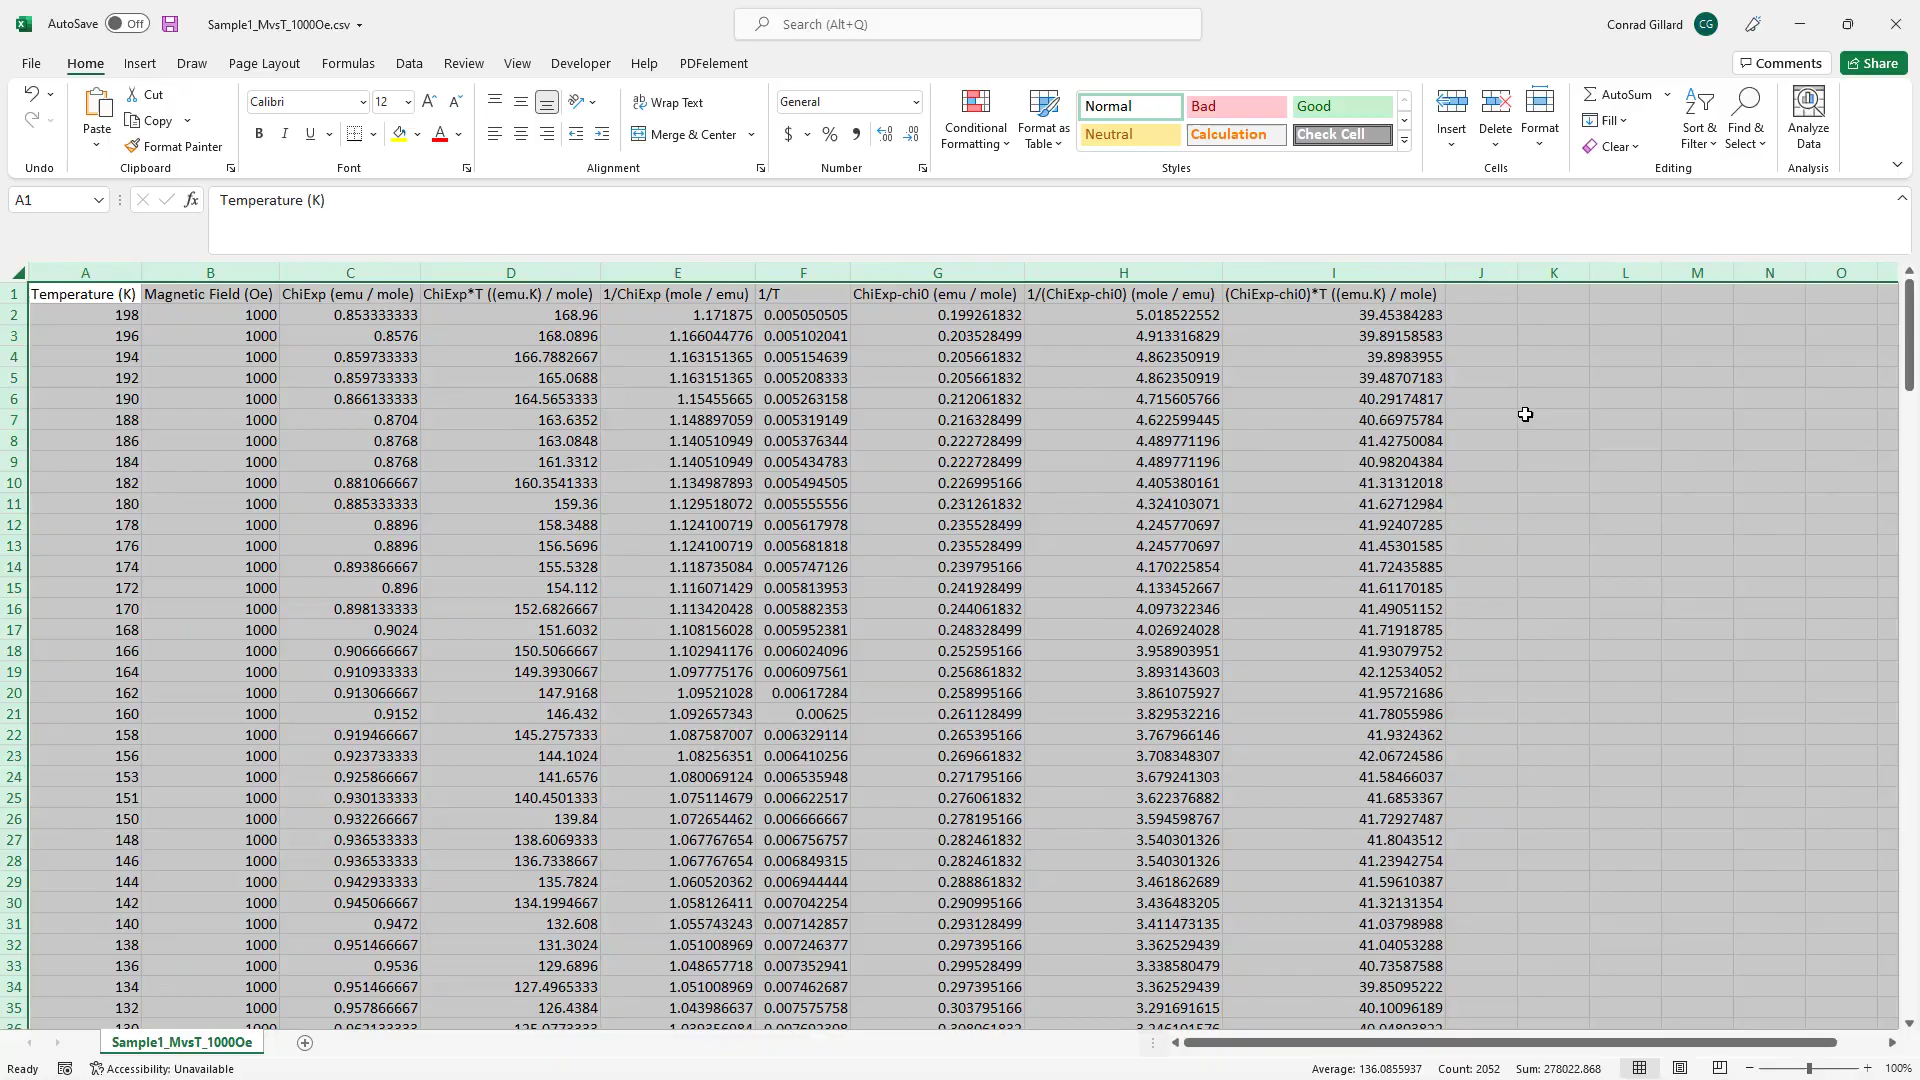 AutoSave Off Sample1_MvsT_1000Oe.csv Search (Alt+Q) Conrad Gillard CG
File Home Insert Draw Page Layout Formulas Data Review View Developer Help PDFelement Comments Share
Undo
Paste Cut Copy Format Painter Clipboard
Calibri 12 B I U A Font
Wrap Text Merge & Center Alignment
General $ % Number
Conditional Formatting Format as Table Normal Bad Good Neutral Calculation Check Cell Styles
Insert Delete Format Cells
AutoSum Fill Clear Sort & Filter Find & Select Editing
Analyze Data Analysis
A1 fx Temperature (K)
A B C D E F G H I J K L M N O
1 Temperature (K) Magnetic Field (Oe) ChiExp (emu / mole) ChiExp*T ((emu.K) / mole) 1/ChiExp (mole / emu) 1/T ChiExp-chi0 (emu / mole) 1/(ChiExp-chi0) (mole / emu) (ChiExp-chi0)*T ((emu.K) / mole)
2 198 1000 0.853333333 168.96 1.171875 0.005050505 0.199261832 5.018522552 39.45384283
3 196 1000 0.8576 168.0896 1.166044776 0.005102041 0.203528499 4.913316829 39.89158583
4 194 1000 0.859733333 166.7882667 1.163151365 0.005154639 0.205661832 4.862350919 39.8983955
5 192 1000 0.859733333 165.0688 1.163151365 0.005208333 0.205661832 4.862350919 39.48707183
6 190 1000 0.866133333 164.5653333 1.15455665 0.005263158 0.212061832 4.715605766 40.29174817
7 188 1000 0.8704 163.6352 1.148897059 0.005319149 0.216328499 4.622599445 40.66975784
8 186 1000 0.8768 163.0848 1.140510949 0.005376344 0.222728499 4.489771196 41.42750084
9 184 1000 0.8768 161.3312 1.140510949 0.005434783 0.222728499 4.489771196 40.98204384
10 182 1000 0.881066667 160.3541333 1.134987893 0.005494505 0.226995166 4.405380161 41.31312018
11 180 1000 0.885333333 159.36 1.129518072 0.005555556 0.231261832 4.324103071 41.62712984
12 178 1000 0.8896 158.3488 1.124100719 0.005617978 0.235528499 4.245770697 41.92407285
13 176 1000 0.8896 156.5696 1.124100719 0.005681818 0.235528499 4.245770697 41.45301585
14 174 1000 0.893866667 155.5328 1.118735084 0.005747126 0.239795166 4.170225854 41.72435885
15 172 1000 0.896 154.112 1.116071429 0.005813953 0.241928499 4.133452667 41.61170185
16 170 1000 0.898133333 152.6826667 1.113420428 0.005882353 0.244061832 4.097322346 41.49051152
17 168 1000 0.9024 151.6032 1.108156028 0.005952381 0.248328499 4.026924028 41.71918785
18 166 1000 0.906666667 150.5066667 1.102941176 0.006024096 0.252595166 3.958903951 41.93079752
19 164 1000 0.910933333 149.3930667 1.097775176 0.006097561 0.256861832 3.893143603 42.12534052
20 162 1000 0.913066667 147.9168 1.09521028 0.00617284 0.258995166 3.861075927 41.95721686
21 160 1000 0.9152 146.432 1.092657343 0.00625 0.261128499 3.829532216 41.78055986
22 158 1000 0.919466667 145.2757333 1.087587007 0.006329114 0.265395166 3.767966146 41.9324362
23 156 1000 0.923733333 144.1024 1.08256351 0.006410256 0.269661832 3.708348307 42.06724586
24 153 1000 0.925866667 141.6576 1.080069124 0.006535948 0.271795166 3.679241303 41.58466037
25 151 1000 0.930133333 140.4501333 1.075114679 0.006622517 0.276061832 3.622376882 41.6853367
26 150 1000 0.932266667 139.84 1.072654462 0.006666667 0.278195166 3.594598767 41.72927487
27 148 1000 0.936533333 138.6069333 1.067767654 0.006756757 0.282461832 3.540301326 41.8043512
28 146 1000 0.936533333 136.7338667 1.067767654 0.006849315 0.282461832 3.540301326 41.23942754
29 144 1000 0.942933333 135.7824 1.060520362 0.006944444 0.288861832 3.461862689 41.59610387
30 142 1000 0.945066667 134.1994667 1.058126411 0.007042254 0.290995166 3.436483205 41.32131354
31 140 1000 0.9472 132.608 1.055743243 0.007142857 0.293128499 3.411473135 41.03798988
32 138 1000 0.951466667 131.3024 1.051008969 0.007246377 0.297395166 3.362529439 41.04053288
33 136 1000 0.9536 129.6896 1.048657718 0.007352941 0.299528499 3.338580479 40.73587588
34 134 1000 0.951466667 127.4965333 1.051008969 0.007462687 0.297395166 3.362529439 39.85095222
35 132 1000 0.957866667 126.4384 1.043986637 0.007575758 0.303795166 3.291691615 40.10096189
Sample1_MvsT_1000Oe
Ready Accessibility: Unavailable Average: 136.0855937 Count: 2052 Sum: 278022.868 100%